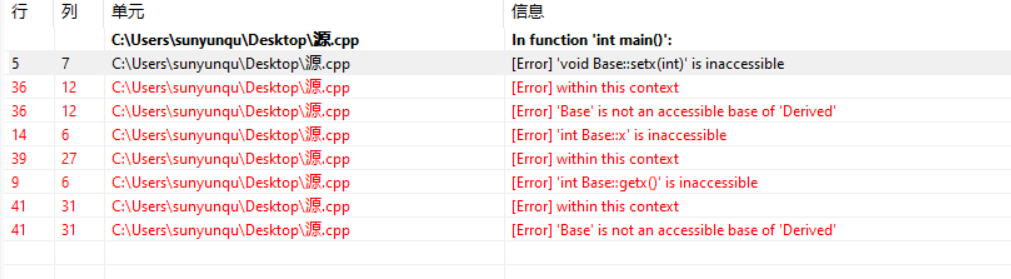 行 列 单元 信息
C:\Users\sunyunqu\Desktop\源.cpp In function 'int main()':
5 7 C:\Users\sunyunqu\Desktop\源.cpp [Error] 'void Base::setx(int)' is inaccessible
36 12 C:\Users\sunyunqu\Desktop\源.cpp [Error] within this context
36 12 C:\Users\sunyunqu\Desktop\源.cpp [Error] 'Base' is not an accessible base of 'Derived'
14 6 C:\Users\sunyunqu\Desktop\源.cpp [Error] 'int Base::x' is inaccessible
39 27 C:\Users\sunyunqu\Desktop\源.cpp [Error] within this context
9 6 C:\Users\sunyunqu\Desktop\源.cpp [Error] 'int Base::getx()' is inaccessible
41 31 C:\Users\sunyunqu\Desktop\源.cpp [Error] within this context
41 31 C:\Users\sunyunqu\Desktop\源.cpp [Error] 'Base' is not an accessible base of 'Derived'